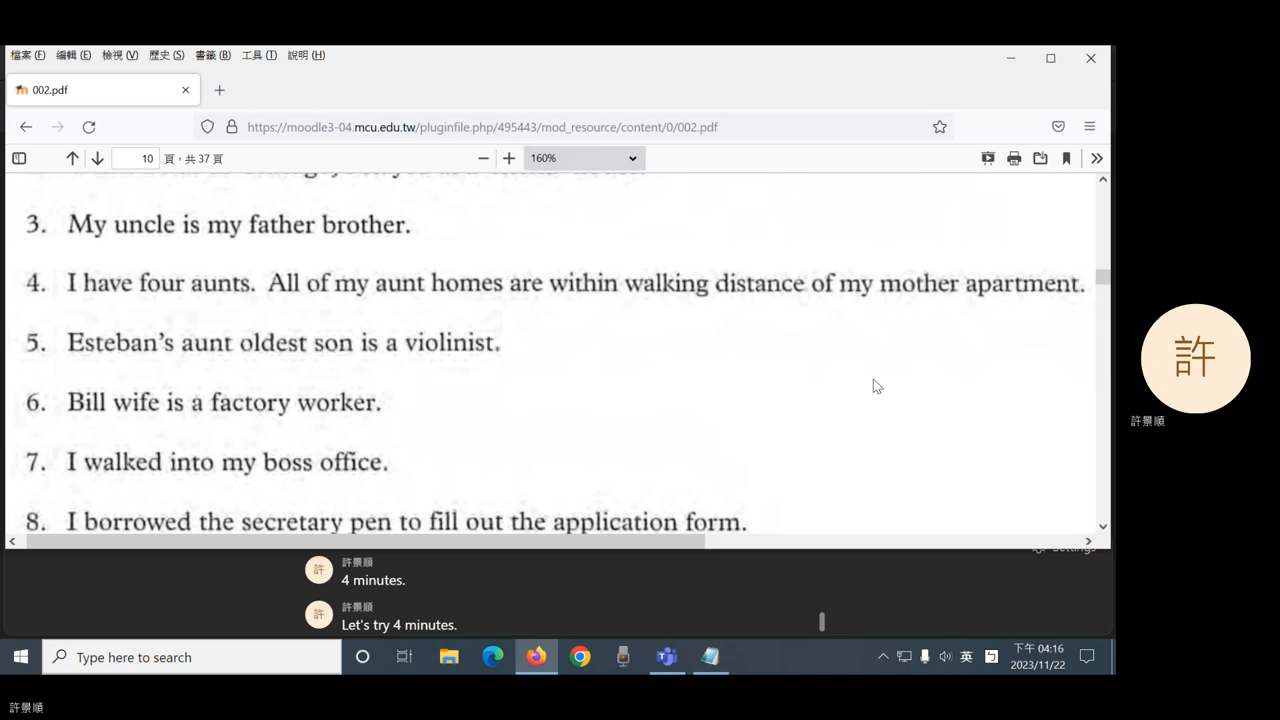 檔案 (F) 編輯 (E) 檢視 (V) 歷史 (S) 書籤 (B) 工具 (T) 說明 (H)
002.pdf
https://moodle3-04.mcu.edu.tw/pluginfile.php/495443/mod_resource/content/0/002.pdf
10 頁，共 37 頁 160%
3. My uncle is my father brother.
4. I have four aunts. All of my aunt homes are within walking distance of my mother apartment.
5. Esteban's aunt oldest son is a violinist.
6. Bill wife is a factory worker.
7. I walked into my boss office.
8. I borrowed the secretary pen to fill out the application form.
許
許景順
Settings
許 許景順
4 minutes.
許 許景順
Let's try 4 minutes.
Type here to search
英
下午 04:16
2023/11/22
許景順